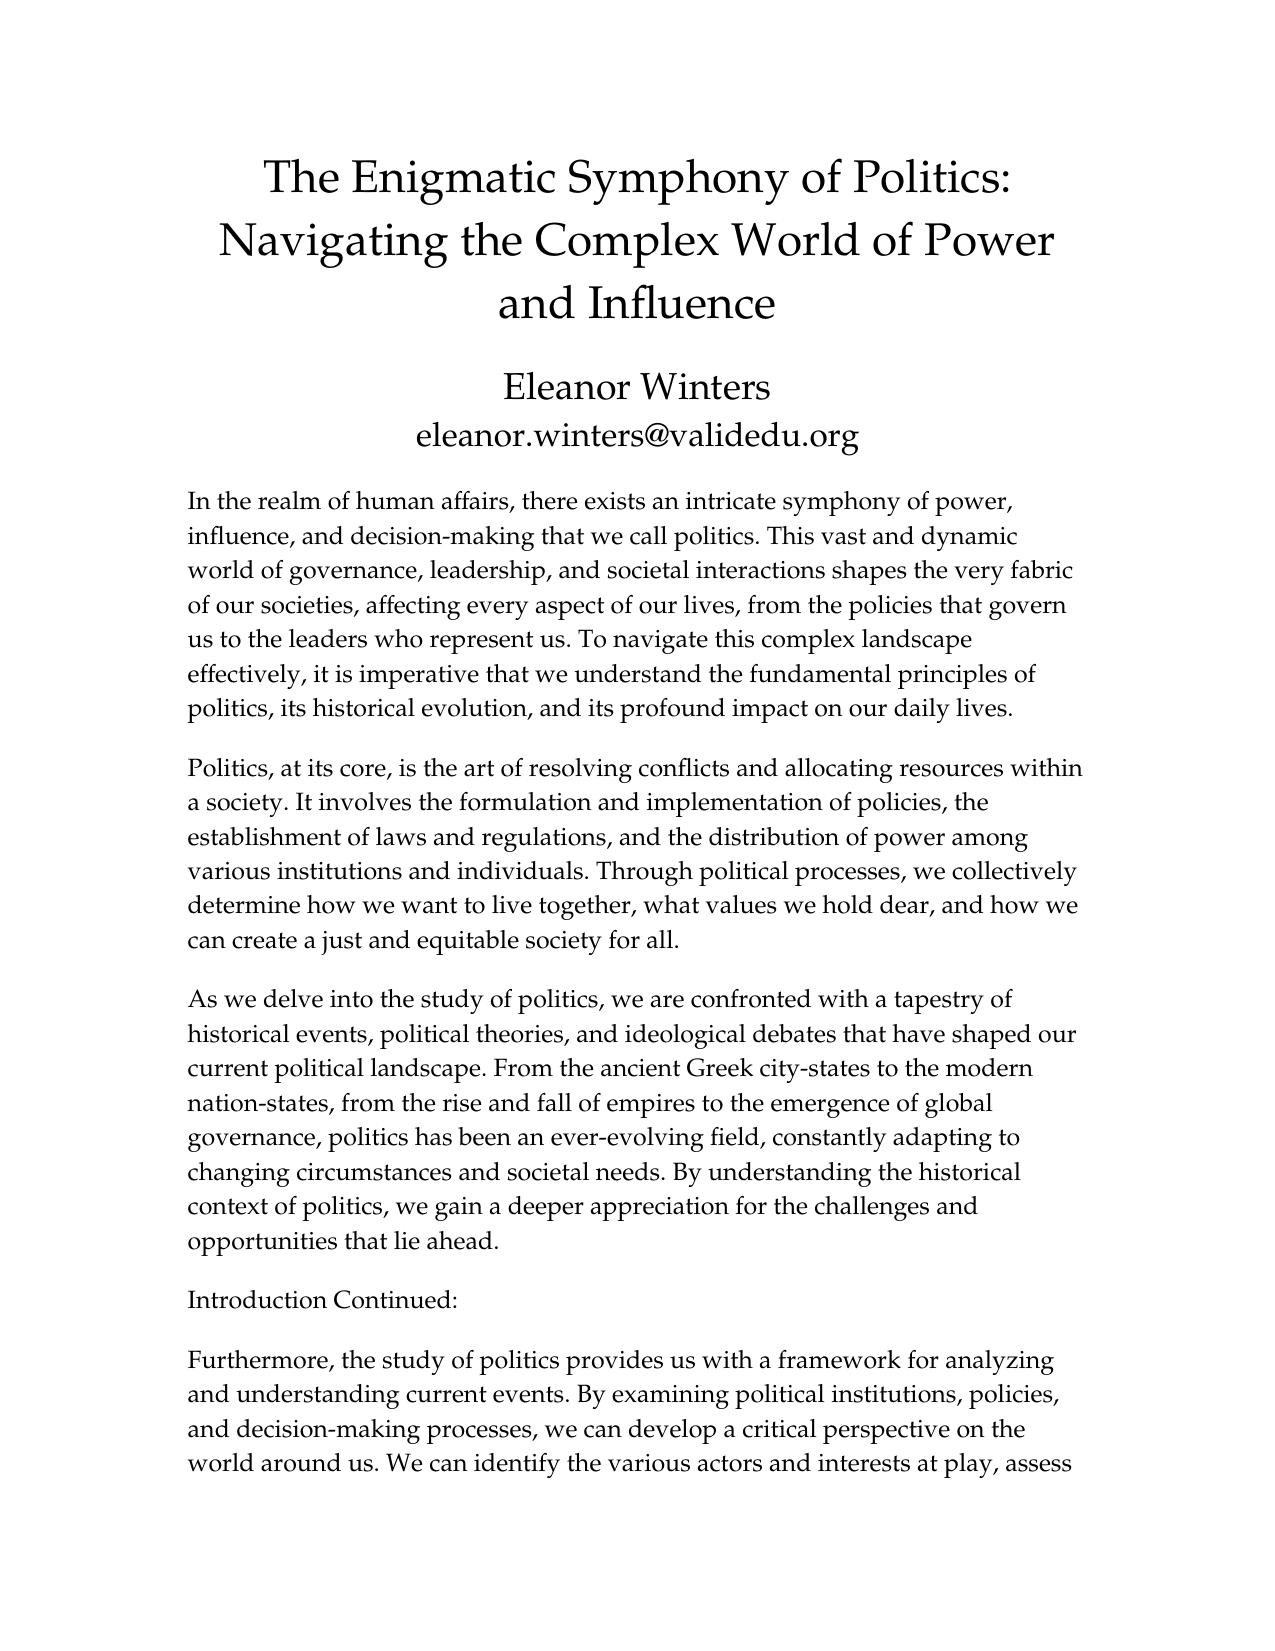 The Enigmatic Symphony of Politics:
Navigating the Complex World of Power
and Influence
Eleanor Winters
eleanor.winters@validedu.org
In the realm of human affairs, there exists an intricate symphony of power,
influence, and decision-making that we call politics. This vast and dynamic
world of governance, leadership, and societal interactions shapes the very fabric
of our societies, affecting every aspect of our lives, from the policies that govern
us to the leaders who represent us. To navigate this complex landscape
effectively, it is imperative that we understand the fundamental principles of
politics, its historical evolution, and its profound impact on our daily lives.
Politics, at its core, is the art of resolving conflicts and allocating resources within
a society. It involves the formulation and implementation of policies, the
establishment of laws and regulations, and the distribution of power among
various institutions and individuals. Through political processes, we collectively
determine how we want to live together, what values we hold dear, and how we
can create a just and equitable society for all.
As we delve into the study of politics, we are confronted with a tapestry of
historical events, political theories, and ideological debates that have shaped our
current political landscape. From the ancient Greek city-states to the modern
nation-states, from the rise and fall of empires to the emergence of global
governance, politics has been an ever-evolving field, constantly adapting to
changing circumstances and societal needs. By understanding the historical
context of politics, we gain a deeper appreciation for the challenges and
opportunities that lie ahead.
Introduction Continued:
Furthermore, the study of politics provides us with a framework for analyzing
and understanding current events. By examining political institutions, policies,
and decision-making processes, we can develop a critical perspective on the
world around us. We can identify the various actors and interests at play, assess